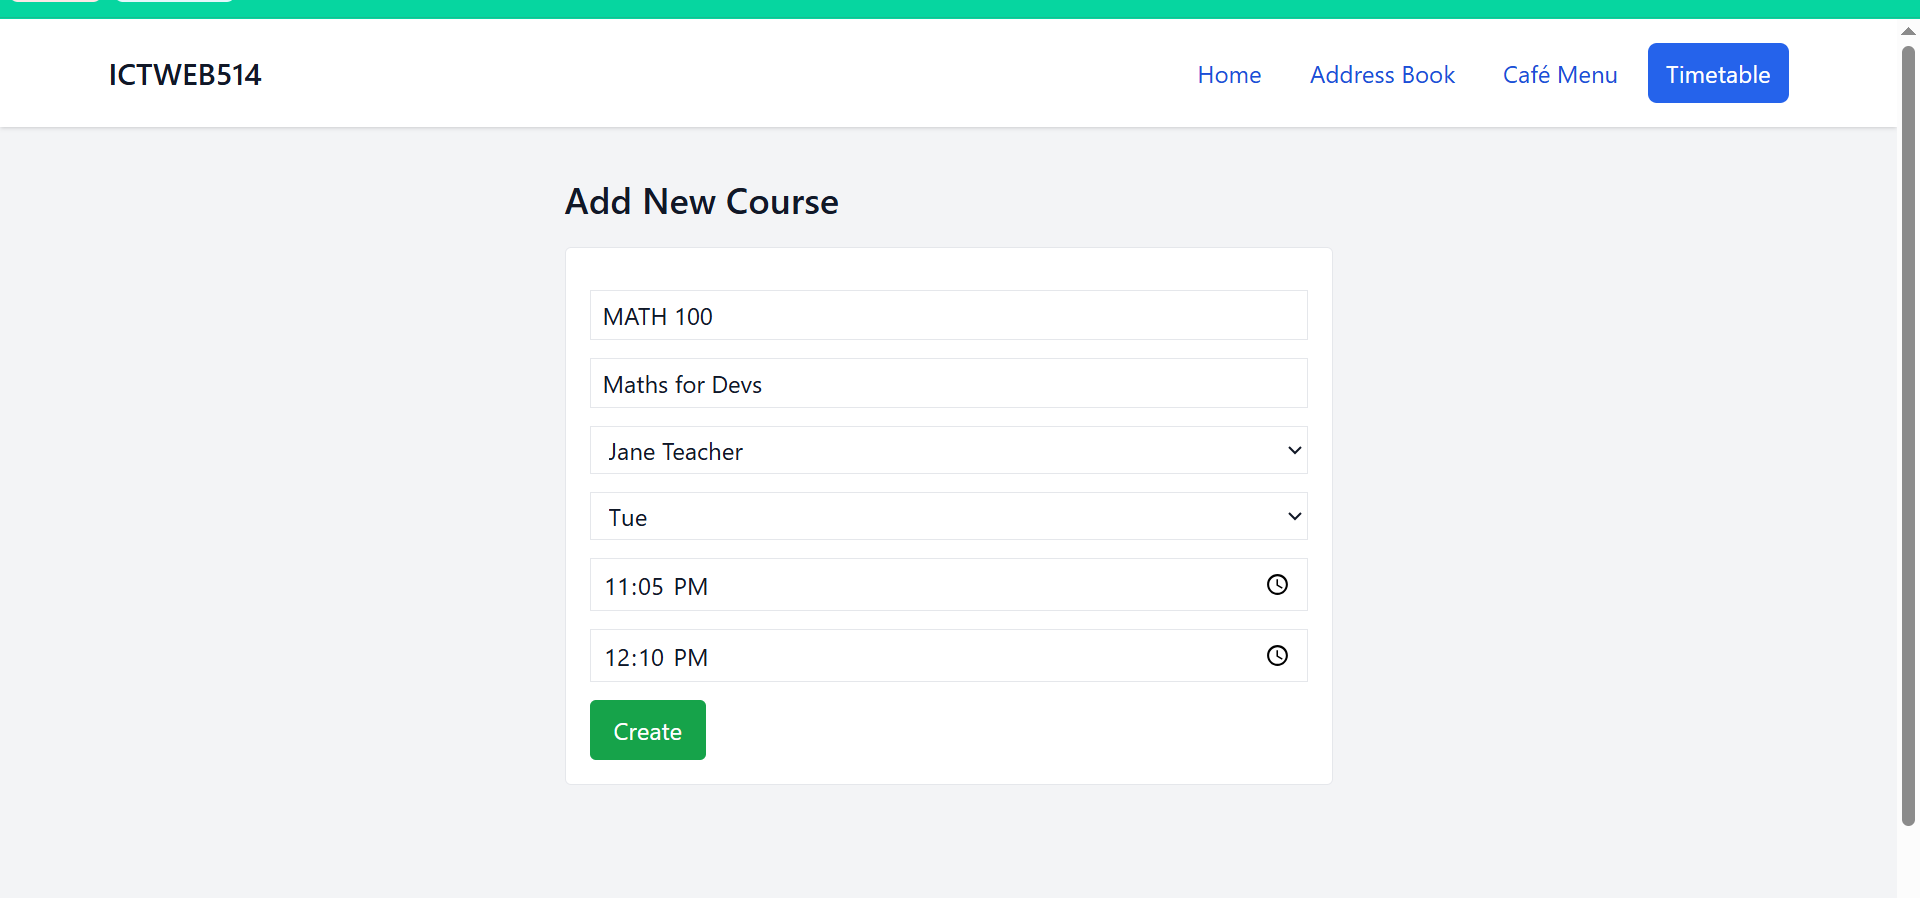 ICTWEB514
Home Address Book Café Menu Timetable
Add New Course
MATH 100
Maths for Devs
Jane Teacher
Tue
11:05 PM
12:10 PM
Create